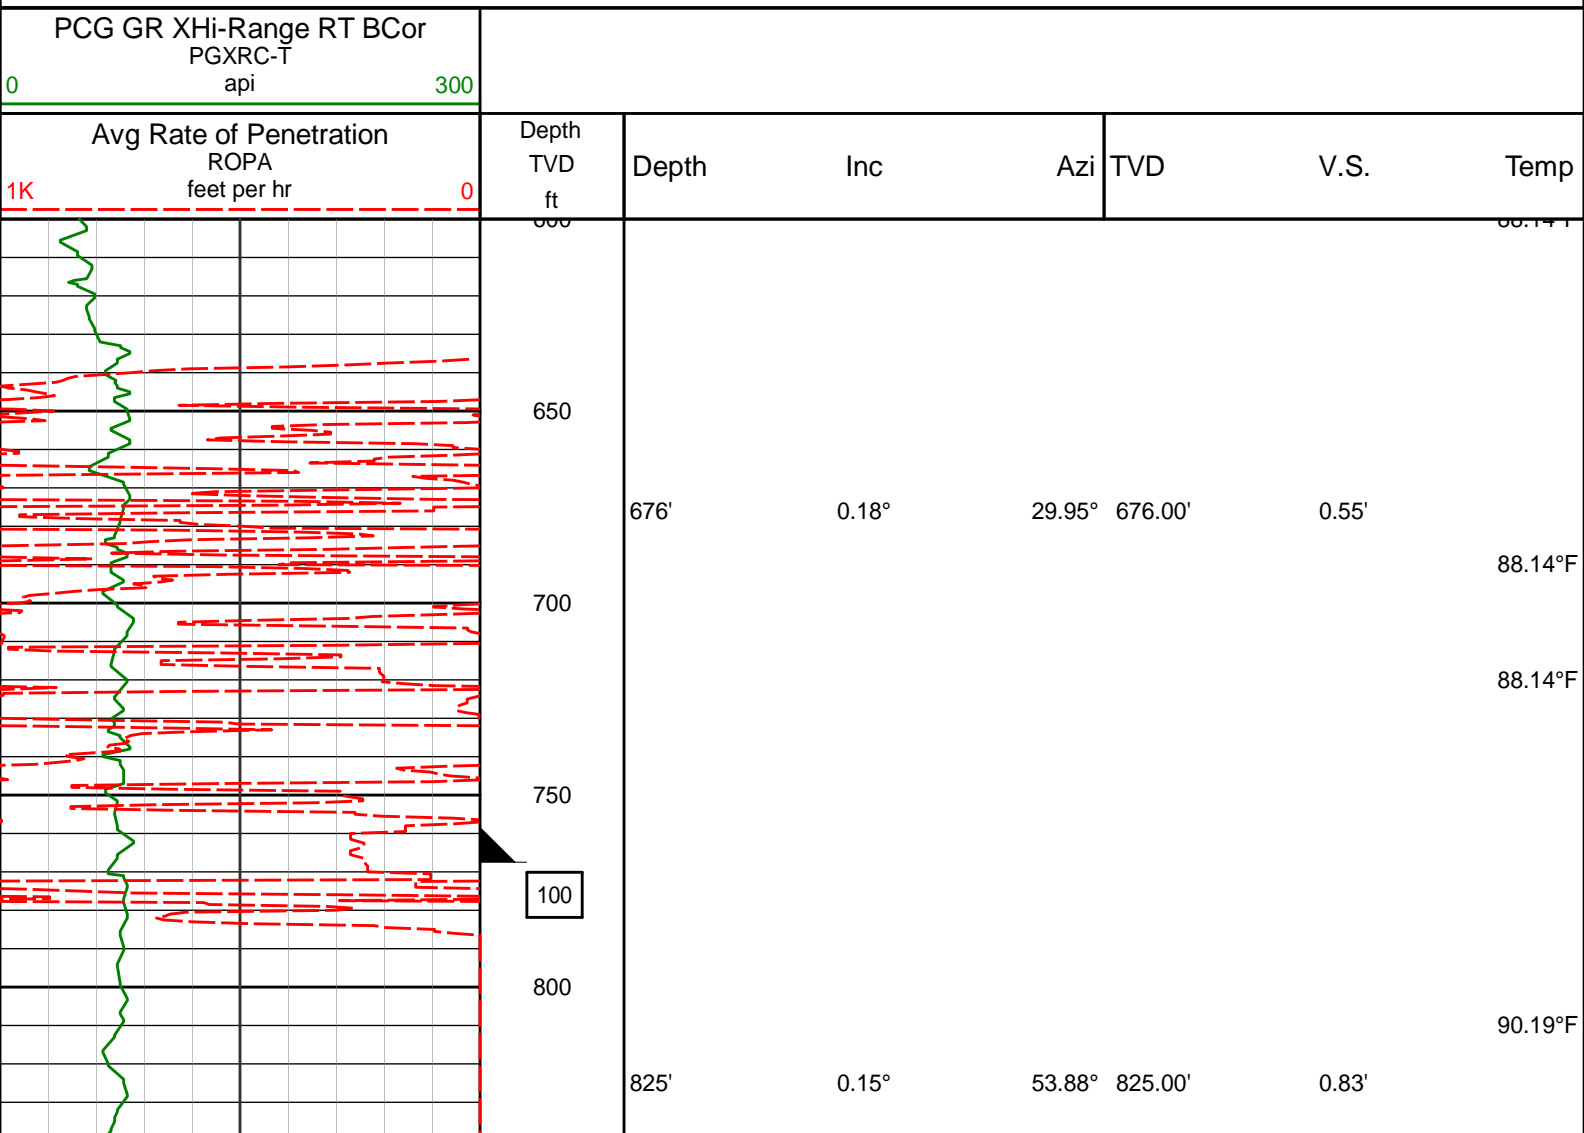 PCG GR XHi-Range RT BCor
PGXRC-T
0 api 300
Avg Rate of Penetration
ROPA
1K feet per hr 0
Depth
TVD
ft
Depth Inc Azi TVD V.S. Temp
650
676' 0.18° 29.95° 676.00' 0.55'
88.14°F
700
88.14°F
750
100
800
90.19°F
825' 0.15° 53.88° 825.00' 0.83'